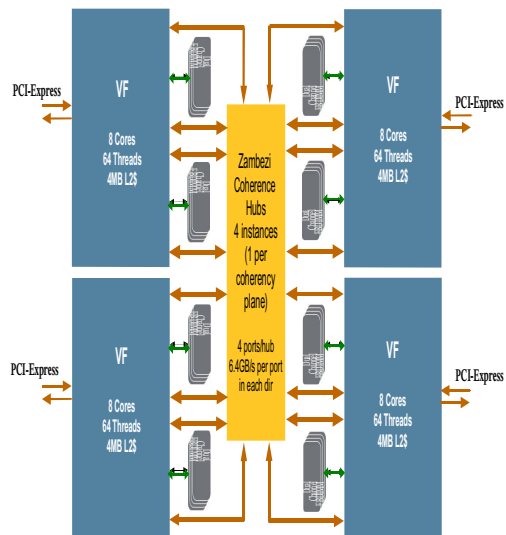 VF
8 Cores
64 Threads
4MB L2$
PCI-Express
VF
8 Cores
64 Threads
4MB L2$
PCI-Express
Zambezi
Coherence
Hubs
4 instances
(1 per
coherency
plane)
4 ports/hub
6.4GB/s per port
in each dir
VF
8 Cores
64 Threads
4MB L2$
PCI-Express
VF
8 Cores
64 Threads
4MB L2$
PCI-Express